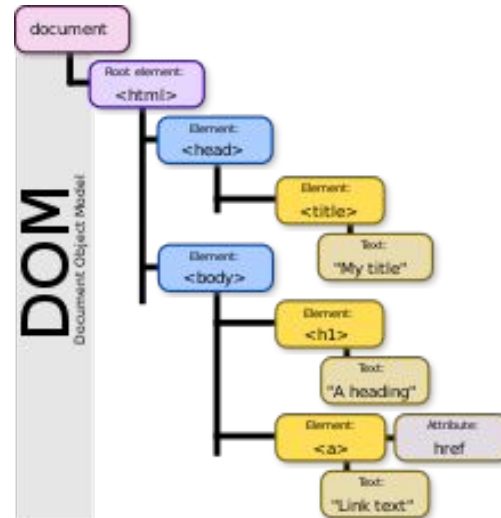 document
Root element:
<html>
Element:
<head>
Element:
<title>
Text:
"My title"
Element:
<body>
Element:
<h1>
Text:
"A heading"
Element:
<a>
Attribute:
href
Text:
"Link text"
DOM
Document Object Model